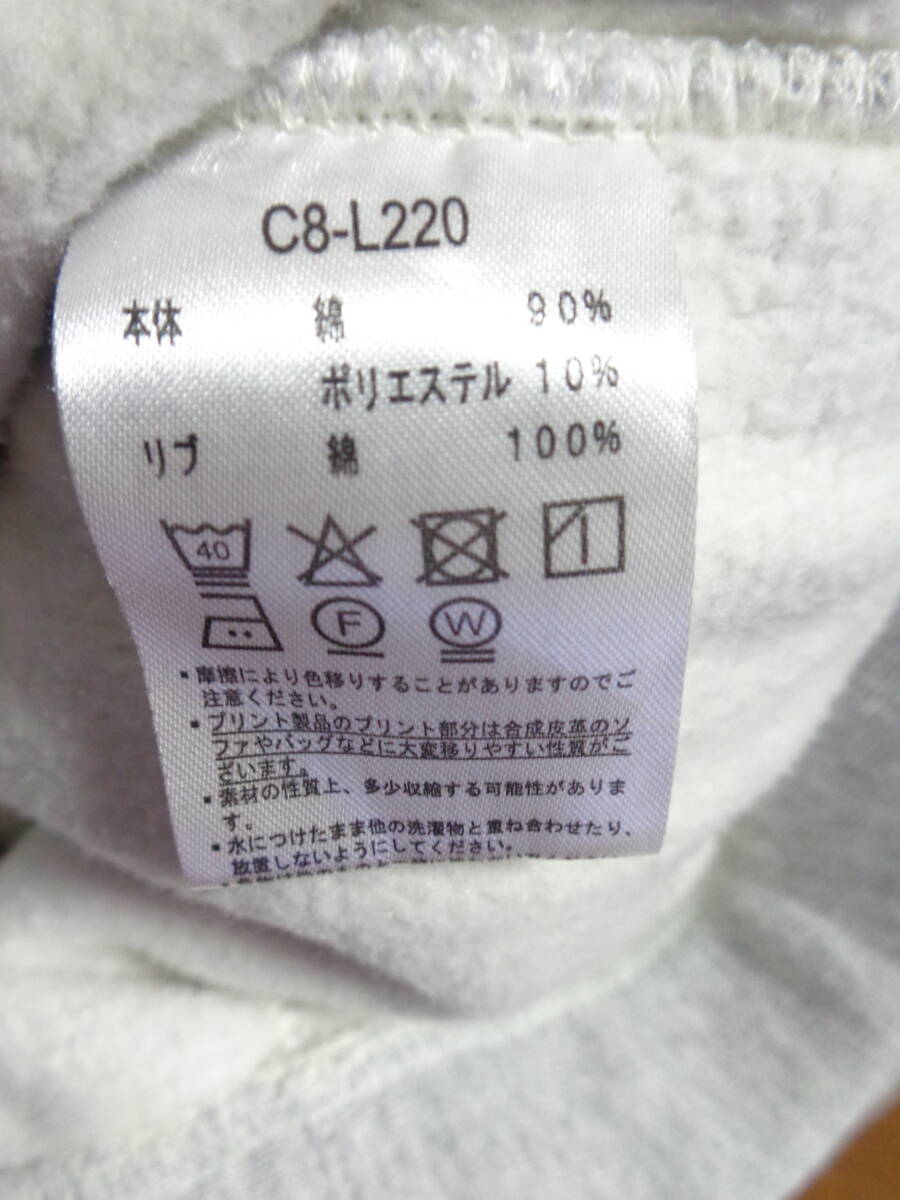 C8-L220
本体 綿 90%
ポリエステル 10%
リブ 綿 100%
40
F W
▪摩擦により色移りすることがありますのでご
注意ください。
▪プリント製品のプリント部分は合成皮革のソ
ファやバッグなどに大変移りやすい性質がご
ざいます。
▪素材の性質上、多少収縮する可能性がありま
す。
▪水につけたまま他の洗濯物と重ね合わせたり、
放置しないようにしてください。